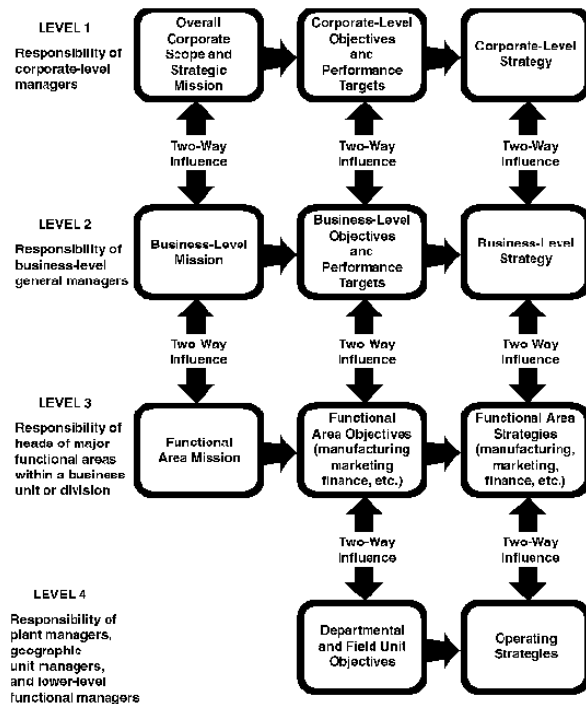 LEVEL 1
Responsibility of
corporate-level
managers
Overall
Corporate
Scope and
Strategic
Mission
Corporate-Level
Objectives
and
Performance
Targets
Corporate-Level
Strategy
Two-Way
Influence
Two-Way
Influence
Two-Way
Influence
LEVEL 2
Responsibility of
business-level
general managers
Business-Level
Mission
Business-Level
Objectives
and
Performance
Targets
Business-Level
Strategy
Two Way
Influence
Two Way
Influence
Two Way
Influence
LEVEL 3
Responsibility of
heads of major
functional areas
within a business
unit or division
Functional
Area Mission
Functional
Area Objectives
(manufacturing
marketing
finance, etc.)
Functional Area
Strategies
(manufacturing,
marketing,
finance, etc.)
Two-Way
Influence
Two-Way
Influence
LEVEL 4
Responsibility of
plant managers,
geographic
unit managers,
and lower-level
functional managers
Departmental
and Field Unit
Objectives
Operating
Strategies